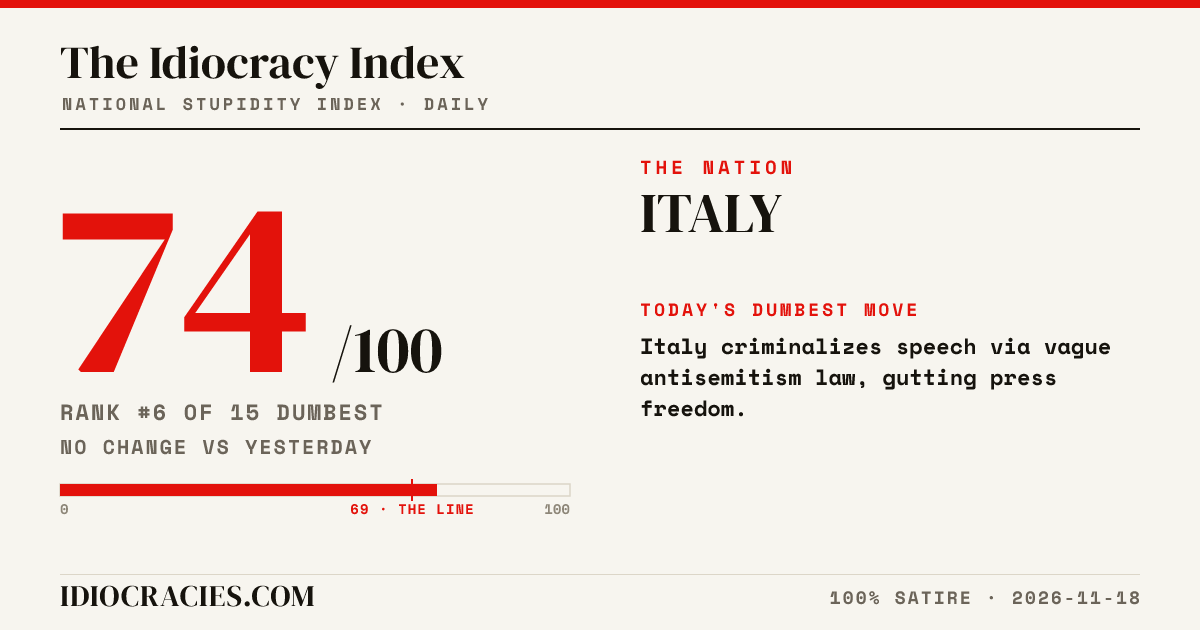 The Idiocracy Index
NATIONAL STUPIDITY INDEX · DAILY
74 /100
RANK #6 OF 15 DUMBEST
NO CHANGE VS YESTERDAY
0
69 · THE LINE
100
THE NATION
ITALY
TODAY'S DUMBEST MOVE
Italy criminalizes speech via vague
antisemitism law, gutting press
freedom.
IDIOCRACIES.COM
100% SATIRE · 2026-11-18